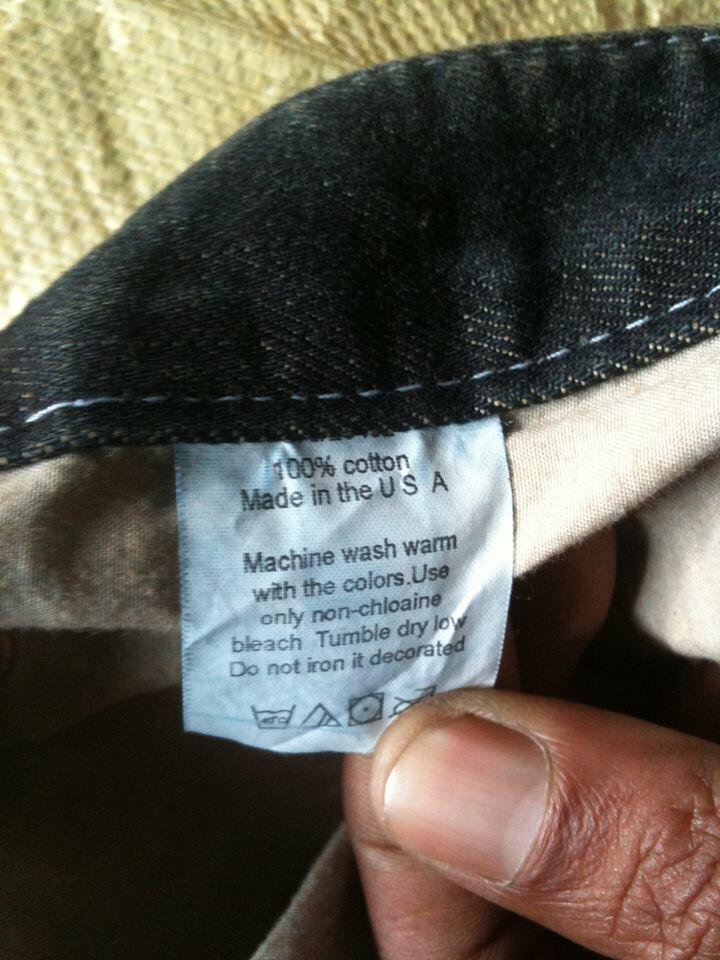 100% cotton
Made in the U S A
Machine wash warm
with the colors.Use
only non-chloaine
bleach Tumble dry low
Do not iron it decorated